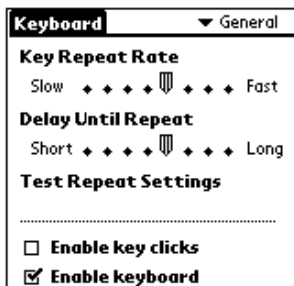 Keyboard General
Key Repeat Rate
Slow Fast
Delay Until Repeat
Short Long
Test Repeat Settings
Enable key clicks
Enable keyboard